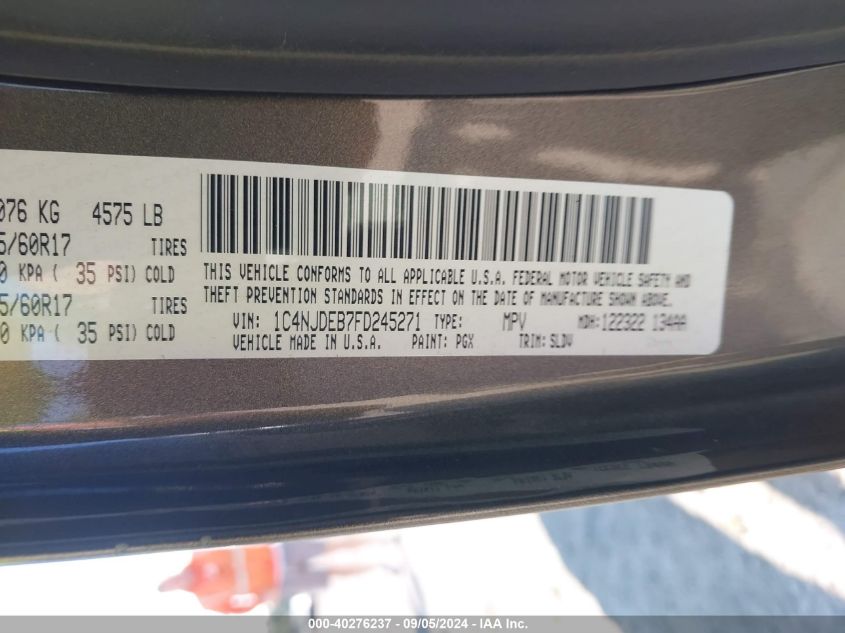 076 KG 4575 LB
5/60R17 TIRES
0 KPA ( 35 PSI) COLD
5/60R17 TIRES
0 KPA ( 35 PSI) COLD
THIS VEHICLE CONFORMS TO ALL APPLICABLE U.S.A. FEDERAL MOTOR VEHICLE SAFETY AND
THEFT PREVENTION STANDARDS IN EFFECT ON THE DATE OF MANUFACTURE SHOWN ABOVE.
VIN: 1C4NJDEB7FD245271 TYPE: MPV MDH: 122322 134AA
VEHICLE MADE IN U.S.A. PAINT: PGX TRIM: SLDV
000-40276237 - 09/05/2024 - IAA Inc.